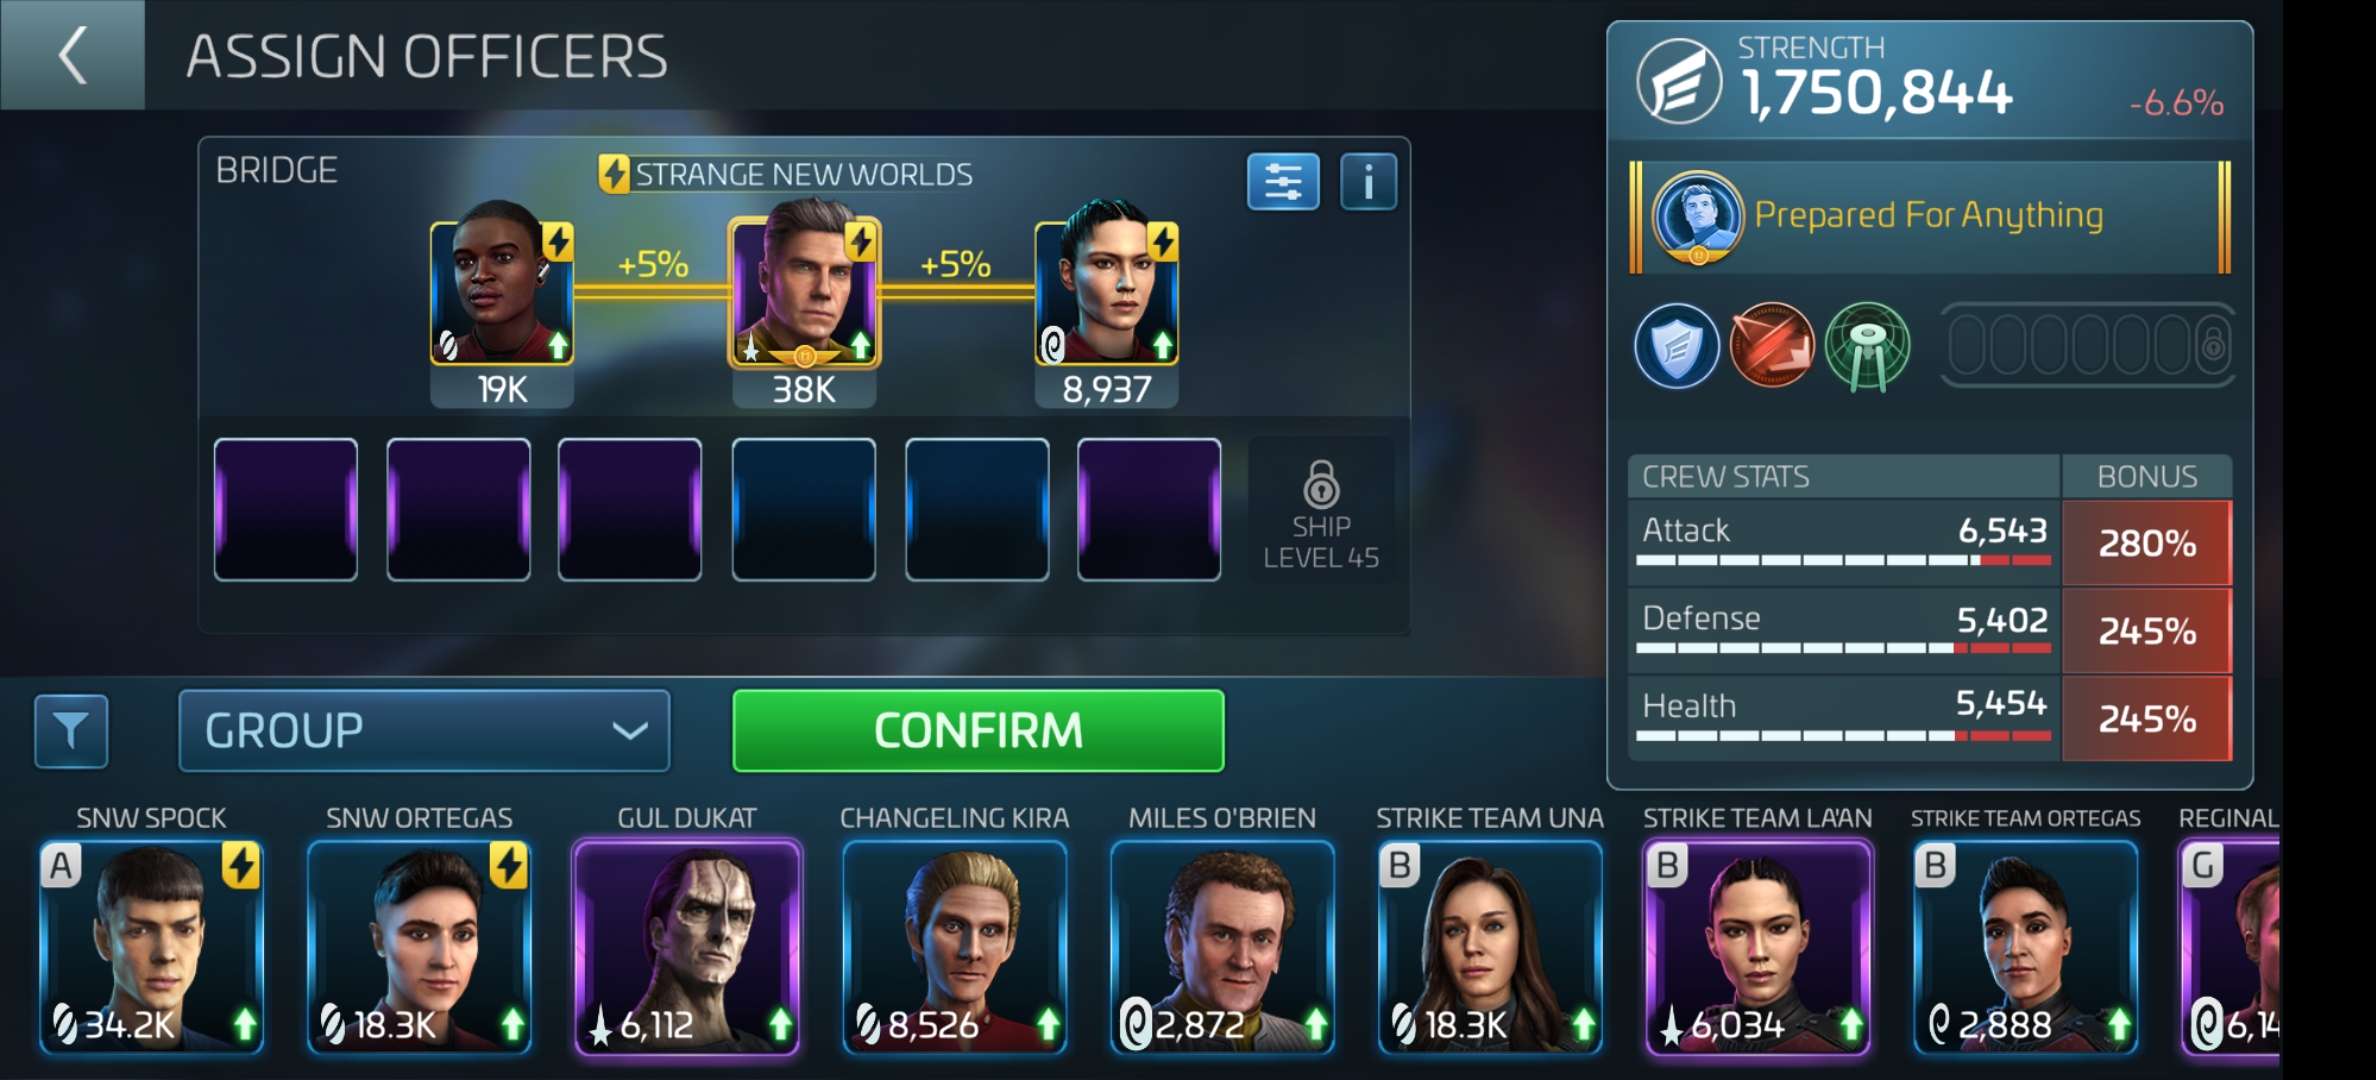 ASSIGN OFFICERS
STRENGTH
1,750,844
-6.6%
BRIDGE
STRANGE NEW WORLDS
Prepared For Anything
+5%
+5%
19K
38K
8,937
SHIP
LEVEL 45
CREW STATS
BONUS
Attack
6,543
280%
Defense
5,402
245%
Health
5,454
245%
GROUP
CONFIRM
SNW SPOCK
SNW ORTEGAS
GUL DUKAT
CHANGELING KIRA
MILES O'BRIEN
STRIKE TEAM UNA
STRIKE TEAM LA'AN
STRIKE TEAM ORTEGAS
REGINAL
A
B
B
B
G
34.2K
18.3K
6,112
8,526
2,872
18.3K
6,034
2,888
6,14